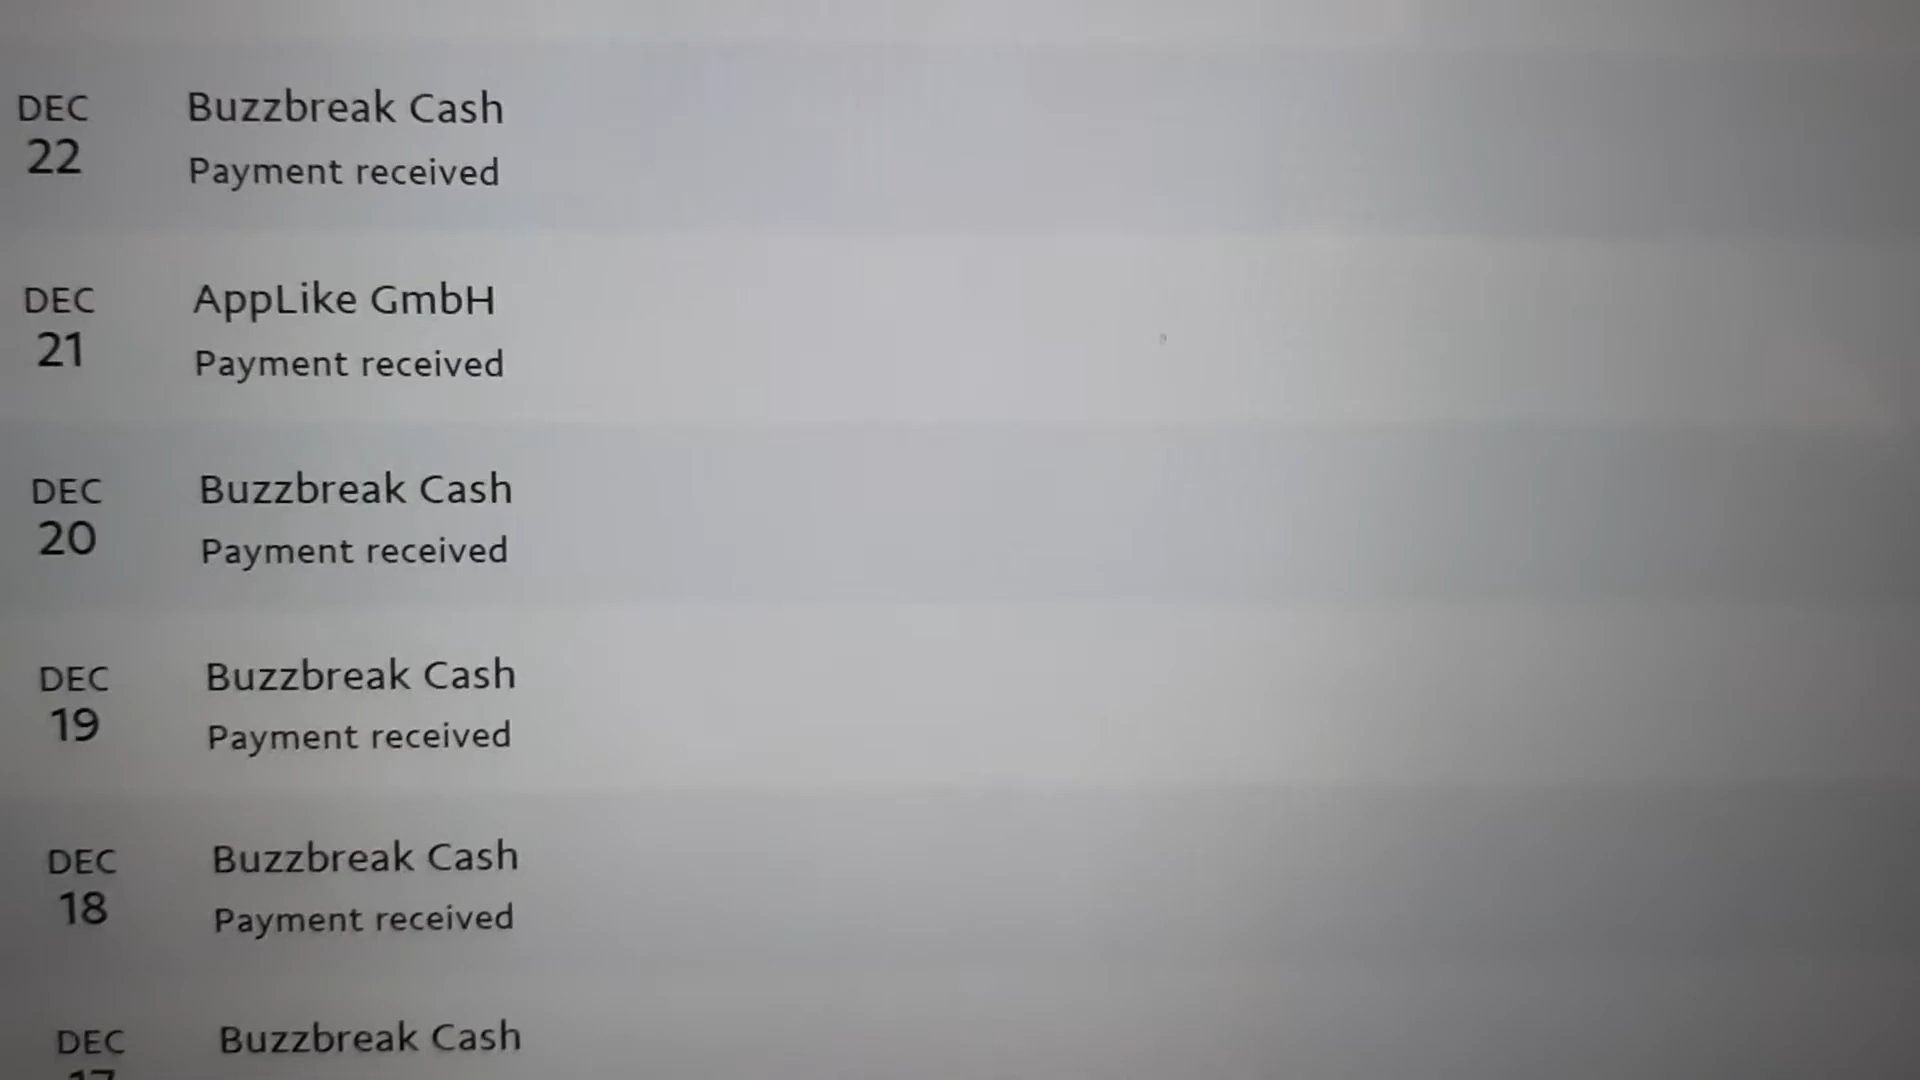 DEC Buzzbreak Cash
22 Payment received
DEC AppLike GmbH
21 Payment received
DEC Buzzbreak Cash
20 Payment received
DEC Buzzbreak Cash
19 Payment received
DEC Buzzbreak Cash
18 Payment received
DEC Buzzbreak Cash
17